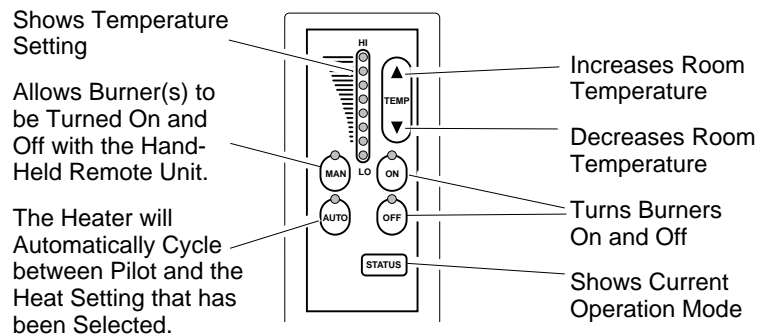 Shows Temperature
Setting
Allows Burner(s) to
be Turned On and
Off with the Hand-
Held Remote Unit.
The Heater will
Automatically Cycle
between Pilot and the
Heat Setting that has
been Selected.
HI
TEMP
LO
MAN
ON
AUTO
OFF
STATUS
Increases Room
Temperature
Decreases Room
Temperature
Turns Burners
On and Off
Shows Current
Operation Mode